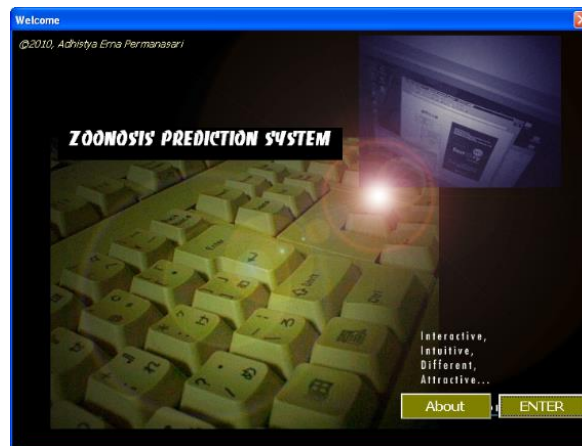 Welcome
©2010, Adhistya Erna Permanasari
ZOONOSIS PREDICTION SYSTEM
Interactive,
Intuitive,
Different,
Attractive...
About
ENTER